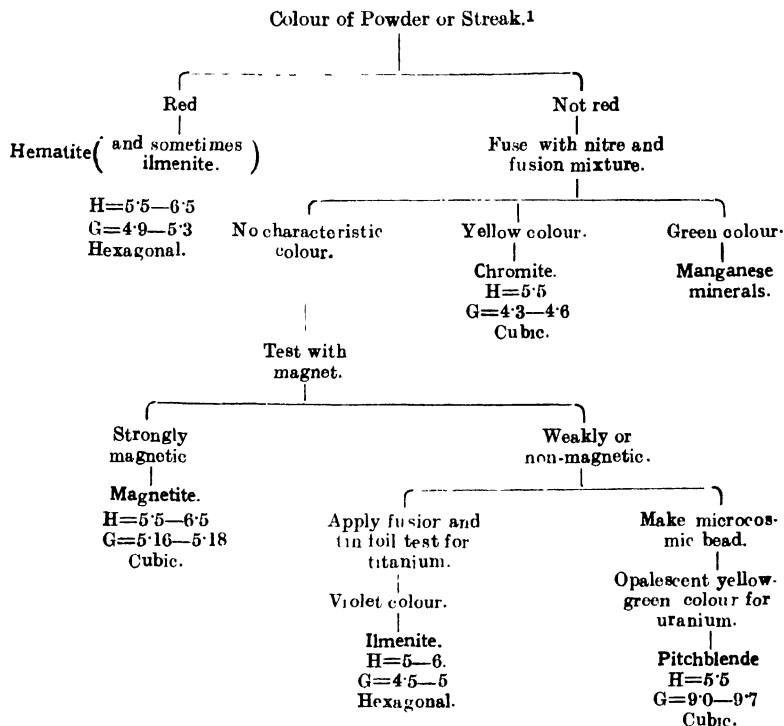 Colour of Powder or Streak.¹
Red
Not red
Hematite ( and sometimes
ilmenite. )
Fuse with nitre and
fusion mixture.
H=5·5—6·5
G=4·9—5·3
Hexagonal.
No characteristic
colour.
Yellow colour.
Chromite.
H=5·5
G=4·3—4·6
Cubic.
Green colour·
Manganese
minerals.
Test with
magnet.
Strongly
magnetic
Magnetite.
H=5·5—6·5
G=5·16—5·18
Cubic.
Weakly or
non-magnetic.
Apply fusior and
tin foil test for
titanium.
Violet colour.
Ilmenite.
H=5—6.
G=4·5—5
Hexagonal.
Make microcos-
mic bead.
Opalescent yellow-
green colour for
uranium.
Pitchblende
H=5·5
G=9·0—9·7
Cubic.